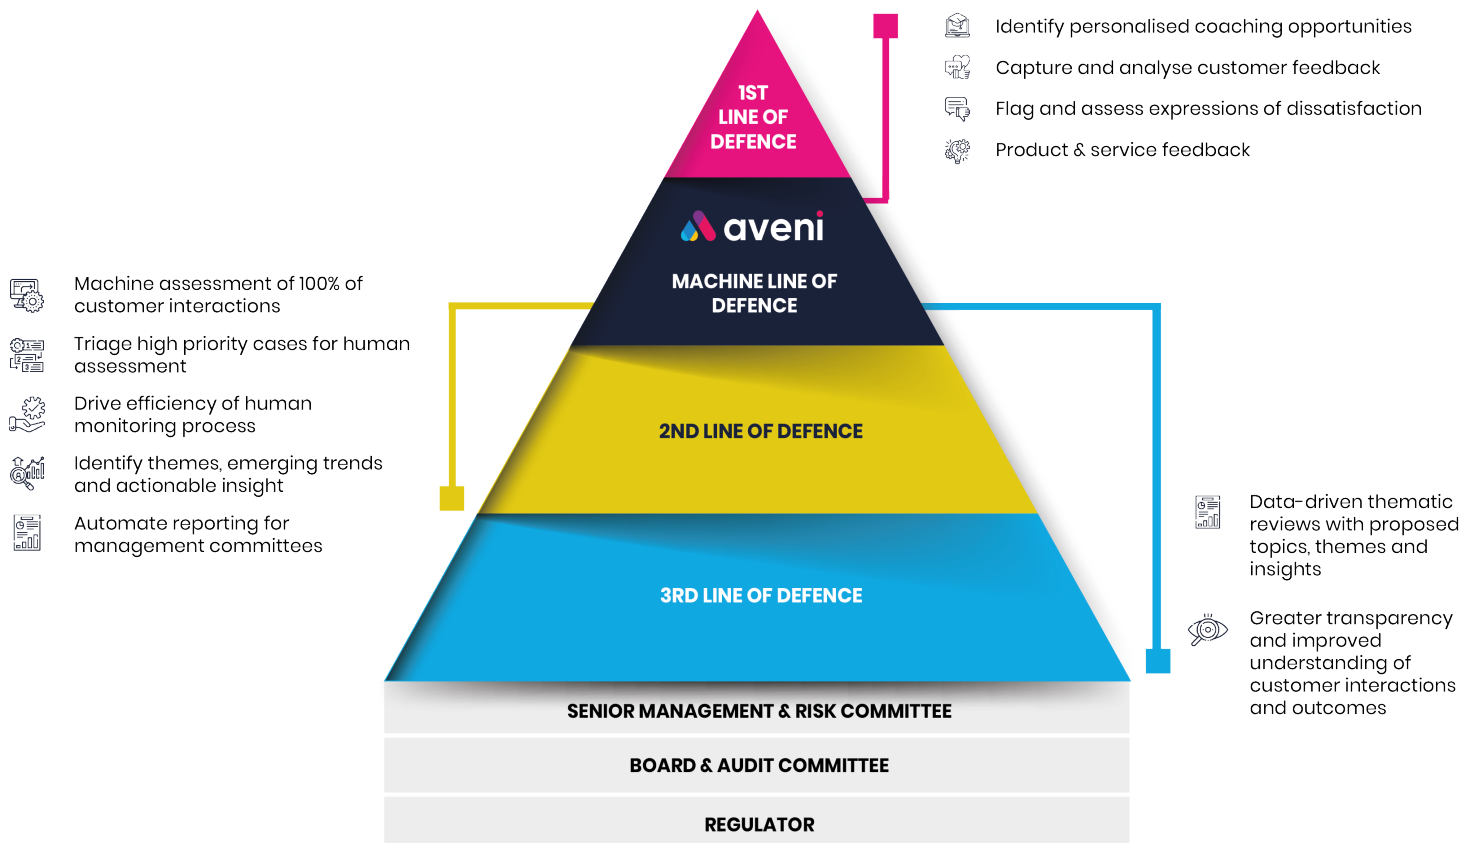 1ST
LINE OF
DEFENCE
Identify personalised coaching opportunities
Capture and analyse customer feedback
Flag and assess expressions of dissatisfaction
Product & service feedback
aveni
MACHINE LINE OF
DEFENCE
Machine assessment of 100% of
customer interactions
Triage high priority cases for human
assessment
Drive efficiency of human
monitoring process
Identify themes, emerging trends
and actionable insight
Automate reporting for
management committees
2ND LINE OF DEFENCE
3RD LINE OF DEFENCE
Data-driven thematic
reviews with proposed
topics, themes and
insights
Greater transparency
and improved
understanding of
customer interactions
and outcomes
SENIOR MANAGEMENT & RISK COMMITTEE
BOARD & AUDIT COMMITTEE
REGULATOR